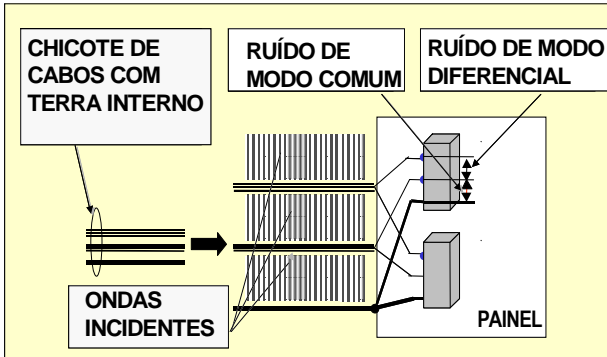 CHICOTE DE
CABOS COM
TERRA INTERNO
RUÍDO DE
MODO COMUM
RUÍDO DE MODO
DIFERENCIAL
ONDAS
INCIDENTES
PAINEL